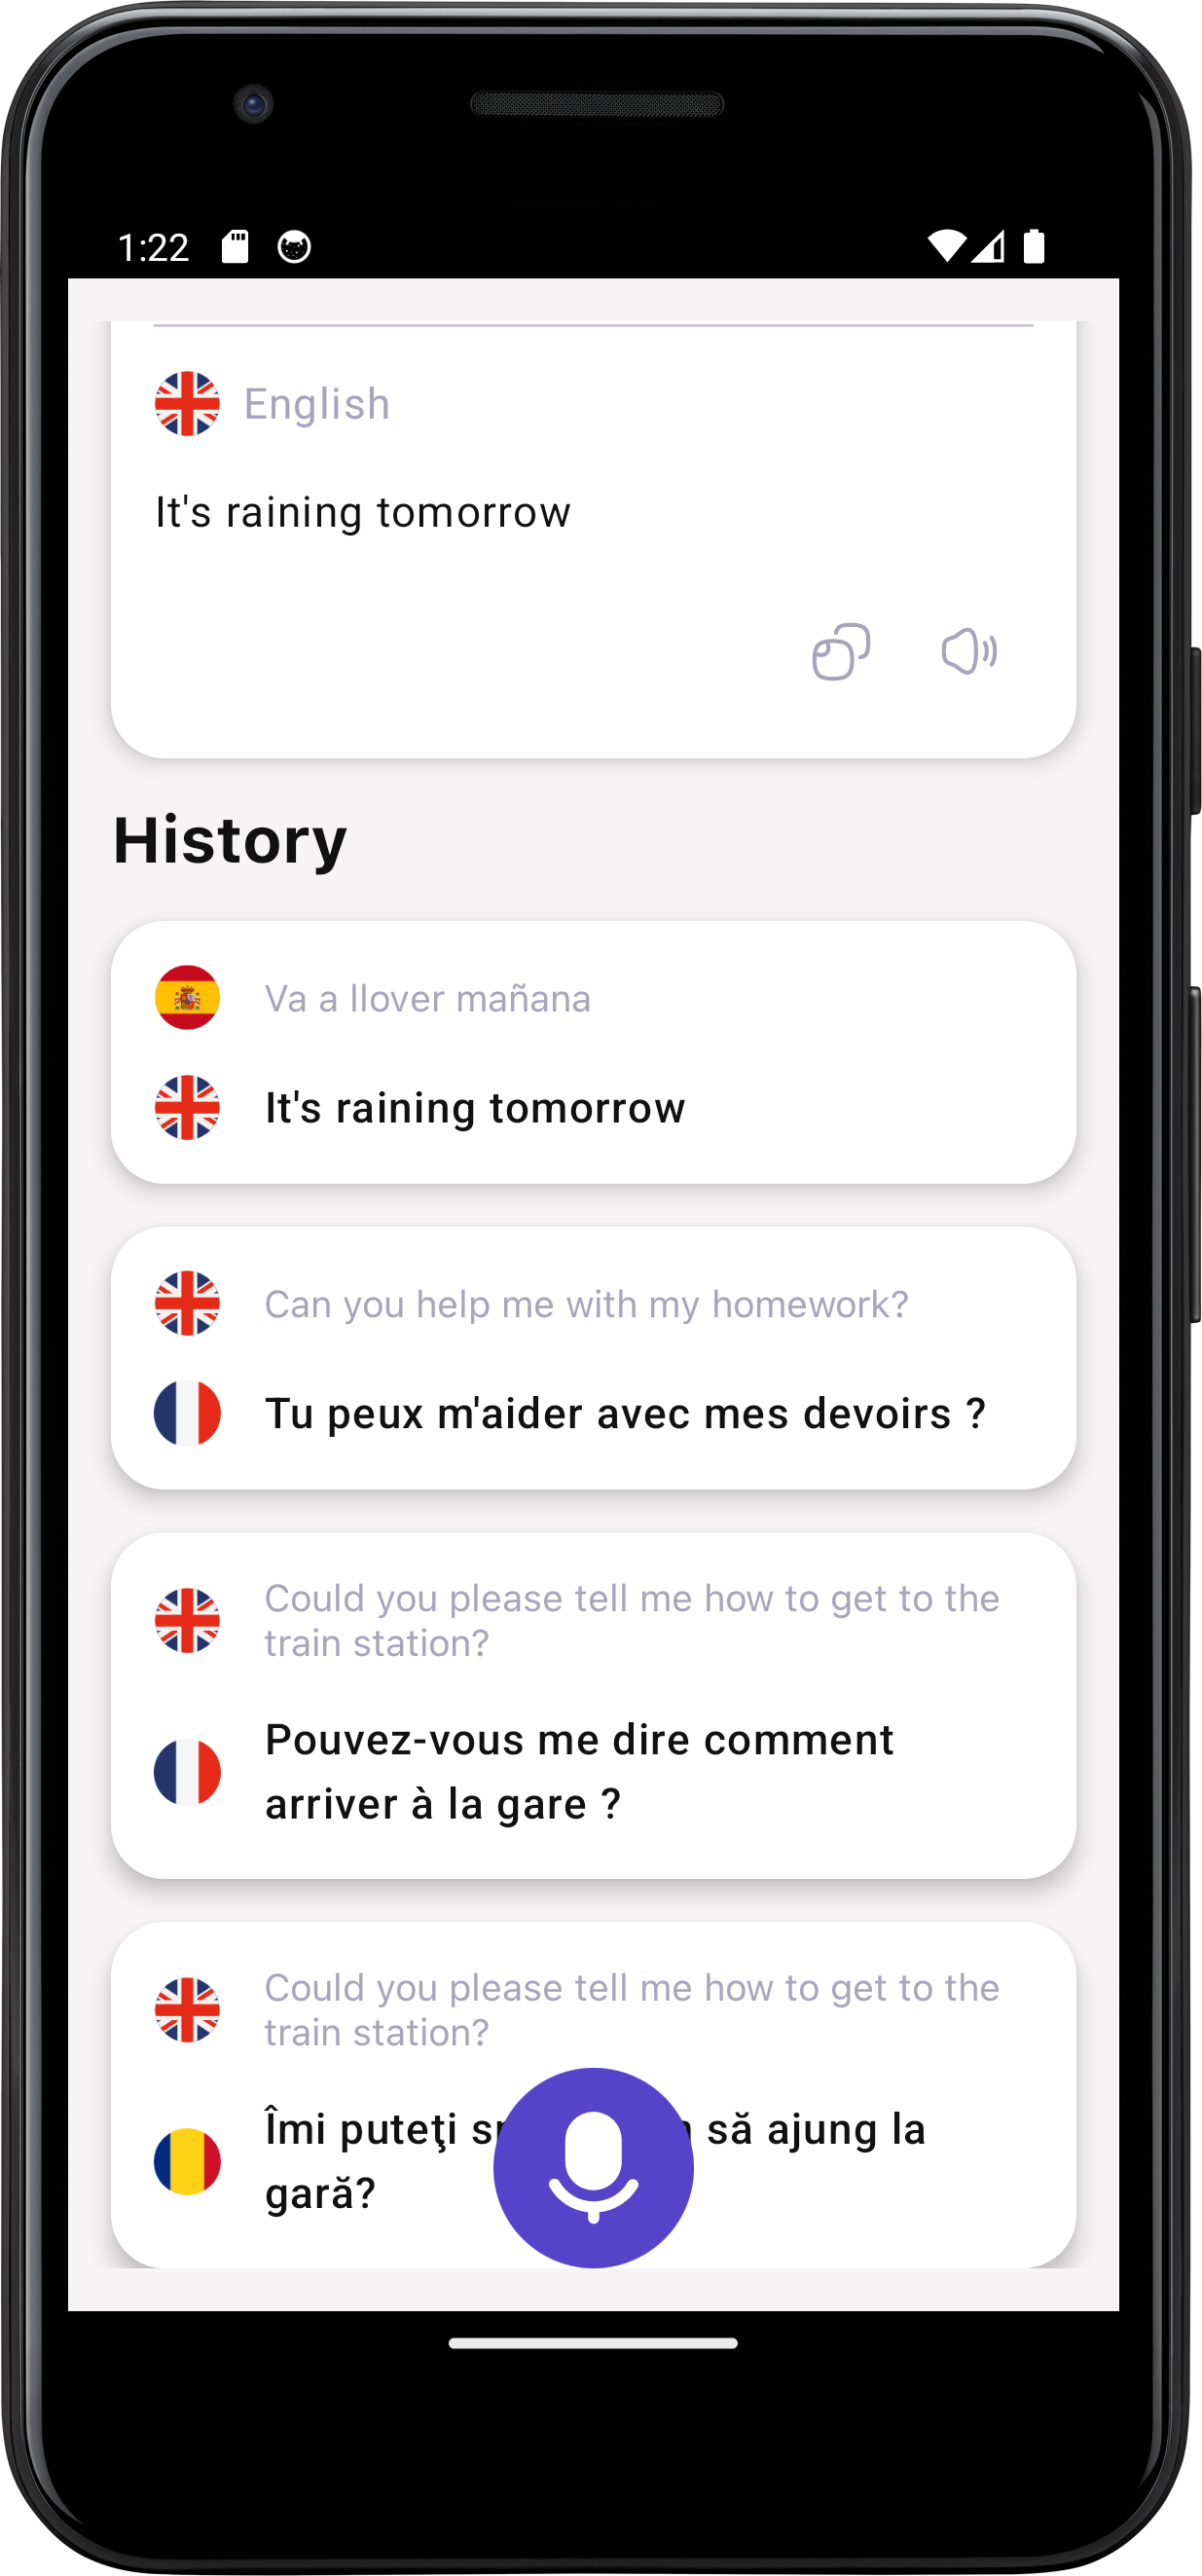 1:22
English
It's raining tomorrow
History
Va a llover mañana
It's raining tomorrow
Can you help me with my homework?
Tu peux m'aider avec mes devoirs ?
Could you please tell me how to get to the
train station?
Pouvez-vous me dire comment
arriver à la gare ?
Could you please tell me how to get to the
train station?
Îmi puteţi să ajung la
gară?